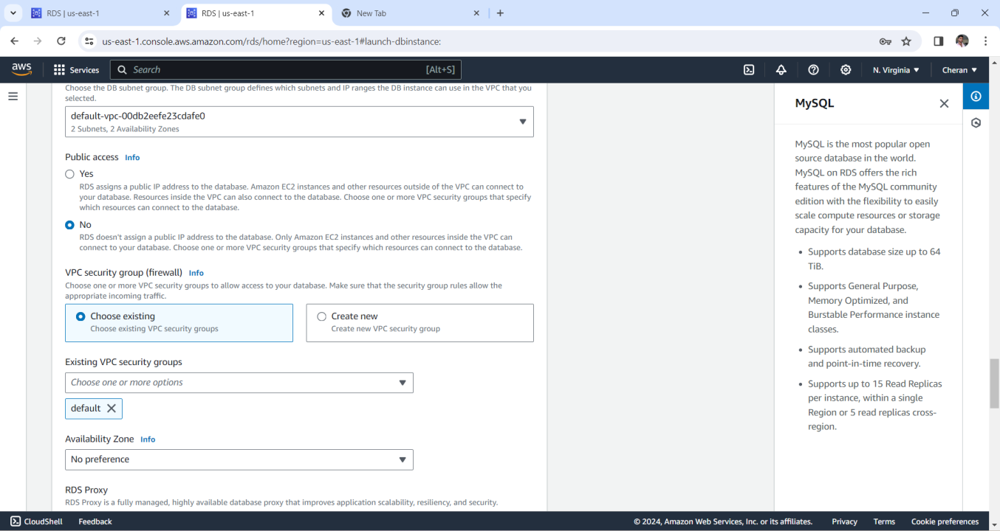 RDS | us-east-1
RDS | us-east-1
New Tab
us-east-1.console.aws.amazon.com/rds/home?region=us-east-1#launch-dbinstance:
aws
Services
Search
[Alt+S]
N. Virginia
Cheran
Choose the DB subnet group. The DB subnet group defines which subnets and IP ranges the DB instance can use in the VPC that you
selected.
default-vpc-00db2eefe23cdafe0
2 Subnets, 2 Availability Zones
Public access Info
Yes
RDS assigns a public IP address to the database. Amazon EC2 instances and other resources outside of the VPC can connect to
your database. Resources inside the VPC can also connect to the database. Choose one or more VPC security groups that specify
which resources can connect to the database.
No
RDS doesn't assign a public IP address to the database. Only Amazon EC2 instances and other resources inside the VPC can
connect to your database. Choose one or more VPC security groups that specify which resources can connect to the database.
VPC security group (firewall) Info
Choose one or more VPC security groups to allow access to your database. Make sure that the security group rules allow the
appropriate incoming traffic.
Choose existing
Choose existing VPC security groups
Create new
Create new VPC security group
Existing VPC security groups
Choose one or more options
default
Availability Zone Info
No preference
RDS Proxy
RDS Proxy is a fully managed, highly available database proxy that improves application scalability, resiliency, and security.
MySQL
MySQL is the most popular open
source database in the world.
MySQL on RDS offers the rich
features of the MySQL community
edition with the flexibility to easily
scale compute resources or storage
capacity for your database.
• Supports database size up to 64
TiB.
• Supports General Purpose,
Memory Optimized, and
Burstable Performance instance
classes.
• Supports automated backup
and point-in-time recovery.
• Supports up to 15 Read Replicas
per instance, within a single
Region or 5 read replicas cross-
region.
CloudShell
Feedback
© 2024, Amazon Web Services, Inc. or its affiliates.
Privacy
Terms
Cookie preferences